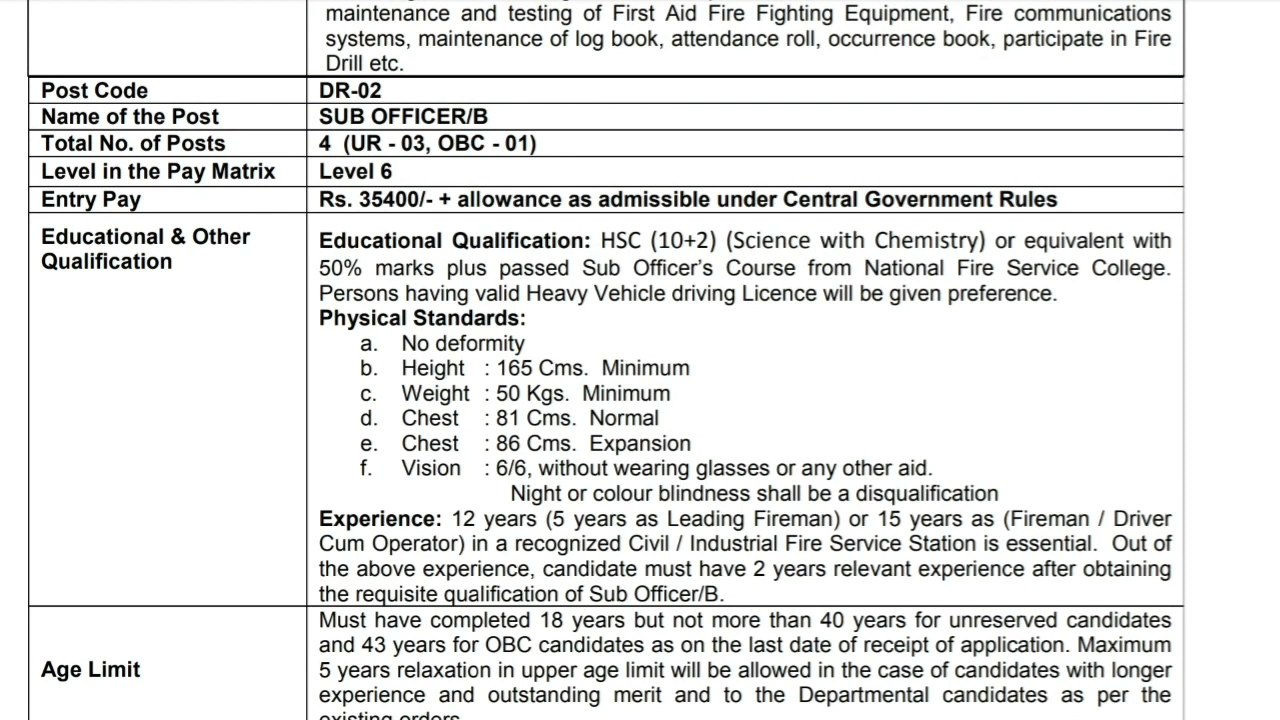 maintenance and testing of First Aid Fire Fighting Equipment, Fire communications
systems, maintenance of log book, attendance roll, occurrence book, participate in Fire
Drill etc.
Post Code DR-02
Name of the Post SUB OFFICER/B
Total No. of Posts 4 (UR - 03, OBC - 01)
Level in the Pay Matrix Level 6
Entry Pay Rs. 35400/- + allowance as admissible under Central Government Rules
Educational & Other
Qualification
Educational Qualification: HSC (10+2) (Science with Chemistry) or equivalent with
50% marks plus passed Sub Officer's Course from National Fire Service College.
Persons having valid Heavy Vehicle driving Licence will be given preference.
Physical Standards:
a. No deformity
b. Height : 165 Cms. Minimum
c. Weight : 50 Kgs. Minimum
d. Chest : 81 Cms. Normal
e. Chest : 86 Cms. Expansion
f. Vision : 6/6, without wearing glasses or any other aid.
Night or colour blindness shall be a disqualification
Experience: 12 years (5 years as Leading Fireman) or 15 years as (Fireman / Driver
Cum Operator) in a recognized Civil / Industrial Fire Service Station is essential. Out of
the above experience, candidate must have 2 years relevant experience after obtaining
the requisite qualification of Sub Officer/B.
Age Limit
Must have completed 18 years but not more than 40 years for unreserved candidates
and 43 years for OBC candidates as on the last date of receipt of application. Maximum
5 years relaxation in upper age limit will be allowed in the case of candidates with longer
experience and outstanding merit and to the Departmental candidates as per the
existing orders.